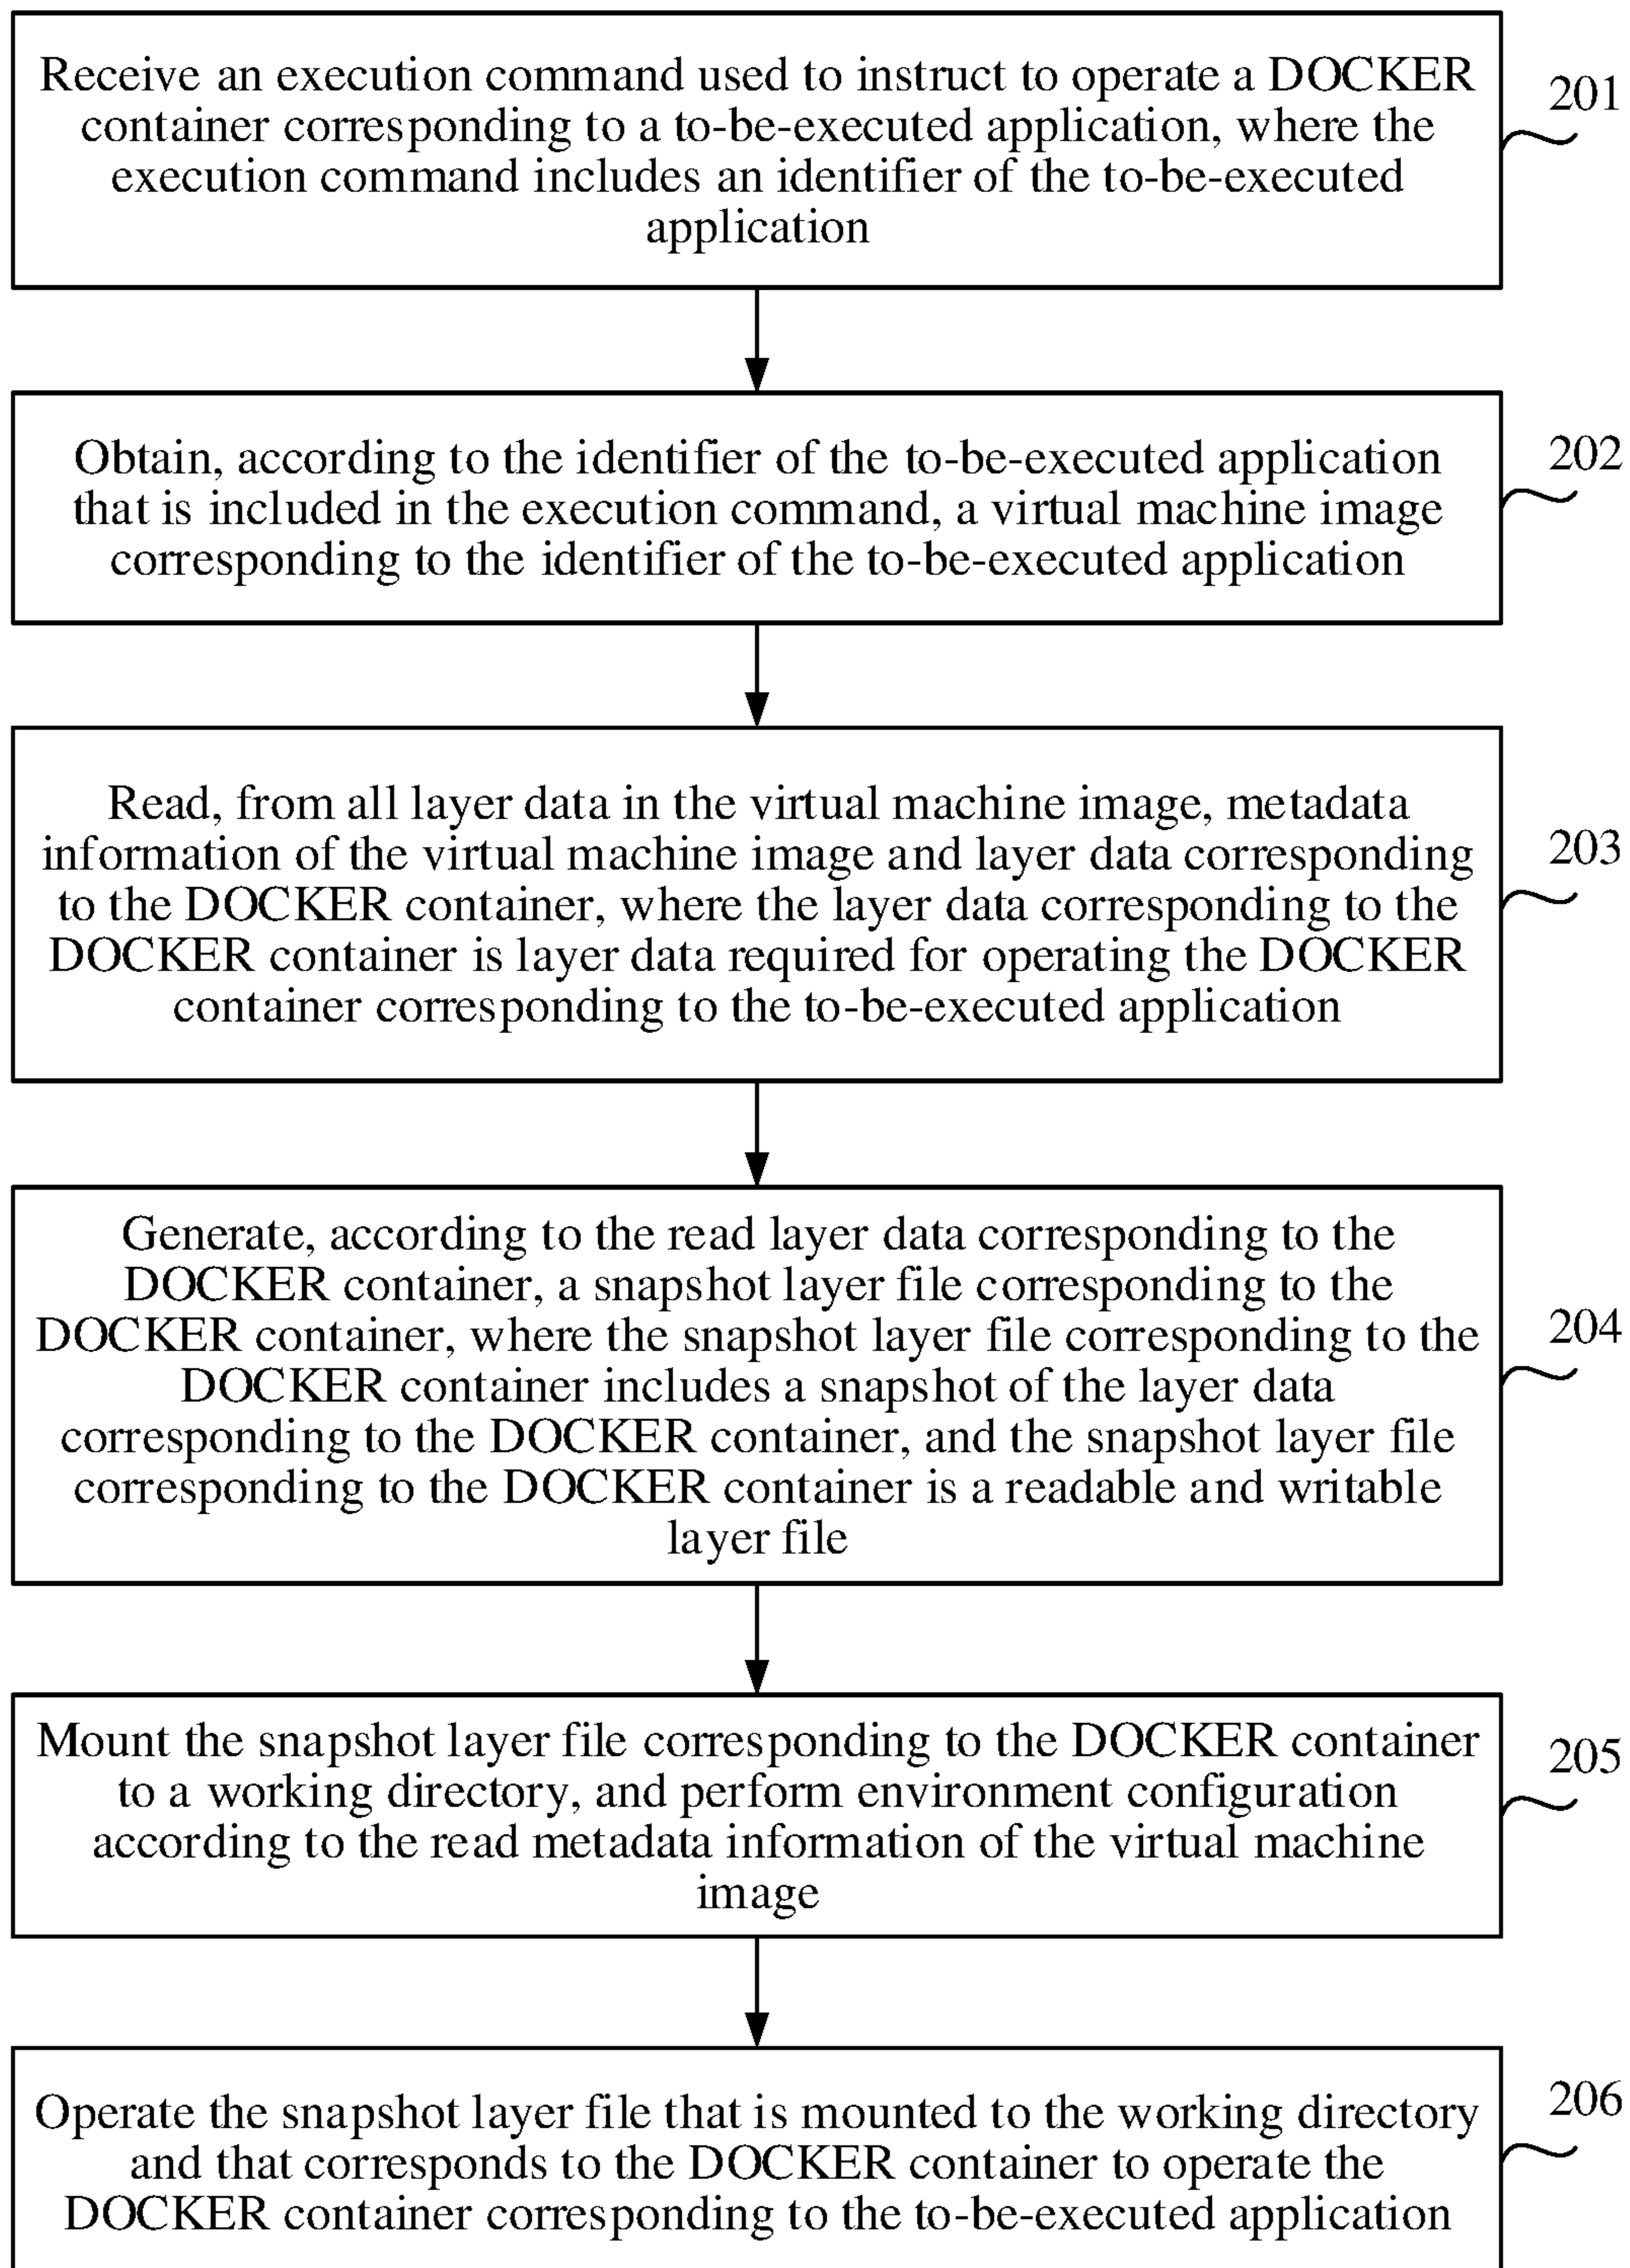 Receive an execution command used to instruct to operate a DOCKER
container corresponding to a to-be-executed application, where the
execution command includes an identifier of the to-be-executed
application
201
Obtain, according to the identifier of the to-be-executed application
that is included in the execution command, a virtual machine image
corresponding to the identifier of the to-be-executed application
202
Read, from all layer data in the virtual machine image, metadata
information of the virtual machine image and layer data corresponding
to the DOCKER container, where the layer data corresponding to the
DOCKER container is layer data required for operating the DOCKER
container corresponding to the to-be-executed application
203
Generate, according to the read layer data corresponding to the
DOCKER container, a snapshot layer file corresponding to the
DOCKER container, where the snapshot layer file corresponding to the
DOCKER container includes a snapshot of the layer data
corresponding to the DOCKER container, and the snapshot layer file
corresponding to the DOCKER container is a readable and writable
layer file
204
Mount the snapshot layer file corresponding to the DOCKER container
to a working directory, and perform environment configuration
according to the read metadata information of the virtual machine
image
205
Operate the snapshot layer file that is mounted to the working directory
and that corresponds to the DOCKER container to operate the
DOCKER container corresponding to the to-be-executed application
206